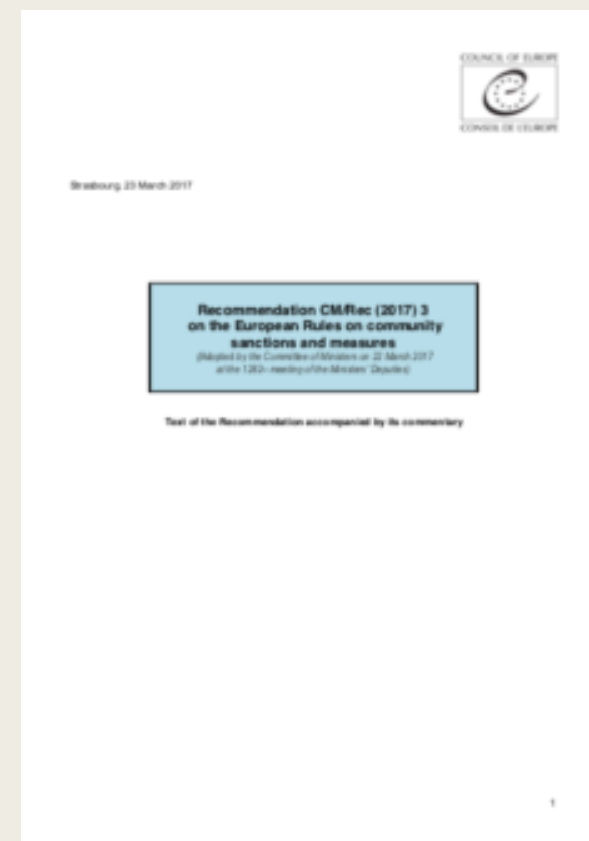 COUNCIL OF EUROPE
CONSEIL DE L'EUROPE
Strasbourg, 23 March 2017
Recommendation CM/Rec (2017) 3
on the European Rules on community
sanctions and measures
(Adopted by the Committee of Ministers on 22 March 2017
at the meeting of the Ministers' Deputies)
Text of the Recommendation accompanied by its commentary
1